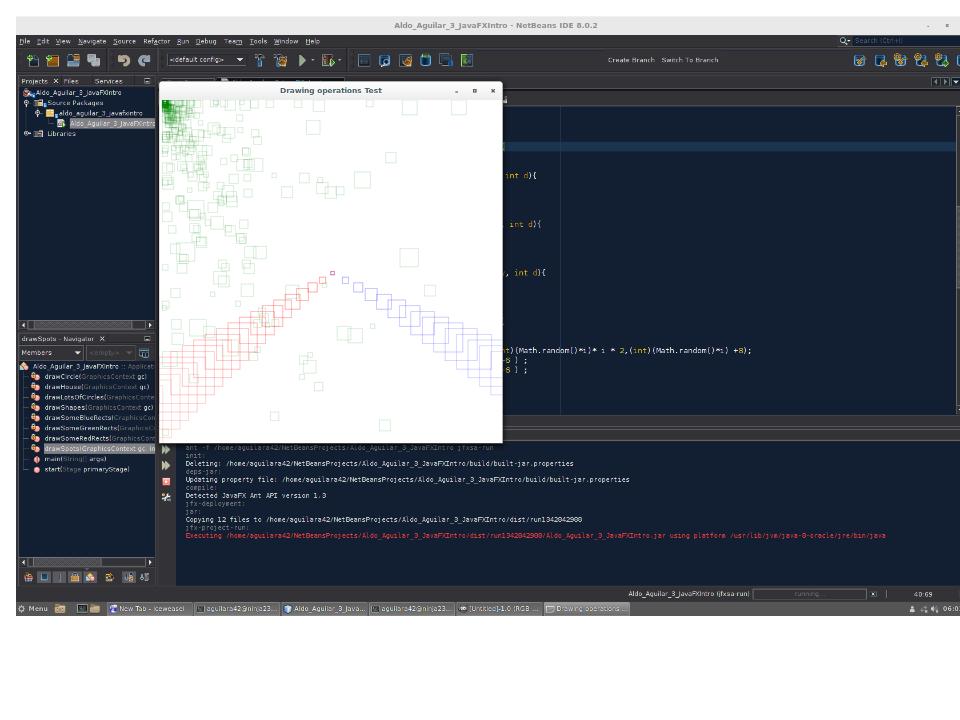 Aldo_Aguilar_3_JavaFXIntro - NetBeans IDE 8.0.2
File Edit View Navigate Source Refactor Run Debug Team Tools Window Help
Search (Ctrl+I)
<default config>
Create Branch Switch To Branch
Projects Files Services
Aldo_Aguilar_3_JavaFXIntro
Source Packages
aldo_aguilar_3_javafxintro
Aldo_Aguilar_3_JavaFXIntro
Libraries
Drawing operations Test
int d){
int d){
, int d){
t)(Math.random()*i)* i * 2,(int)(Math.random()*i) +8);
) ;
) ;
drawSpots - Navigator
Members
<empty>
Aldo_Aguilar_3_JavaFXIntro :: Applicat
drawCircle(GraphicsContext gc)
drawHouse(GraphicsContext gc)
drawLotsOfCircles(GraphicsCont
drawShapes(GraphicsContext gc)
drawSomeBlueRects(GraphicsCon
drawSomeGreenRects(GraphicsCo
drawSomeRedRects(GraphicsCont
drawSpots(GraphicsContext gc, in
main(String[] args)
start(Stage primaryStage)
ant -f /home/aguilara42/NetBeansProjects/Aldo_Aguilar_3_JavaFXIntro jfxsa-run
init:
Deleting: /home/aguilara42/NetBeansProjects/Aldo_Aguilar_3_JavaFXIntro/build/built-jar.properties
deps-jar:
Updating property file: /home/aguilara42/NetBeansProjects/Aldo_Aguilar_3_JavaFXIntro/build/built-jar.properties
compile:
Detected JavaFX Ant API version 1.3
jfx-deployment:
jar:
Copying 12 files to /home/aguilara42/NetBeansProjects/Aldo_Aguilar_3_JavaFXIntro/dist/run1342042980
jfx-project-run:
Executing /home/aguilara42/NetBeansProjects/Aldo_Aguilar_3_JavaFXIntro/dist/run1342042980/Aldo_Aguilar_3_JavaFXIntro.jar using platform /usr/lib/jvm/java-8-oracle/jre/bin/java
Aldo_Aguilar_3_JavaFXIntro (jfxsa-run) running... 40:69
Menu New Tab - Iceweasel aguilara42@ninja23... Aldo_Aguilar_3_Java... aguilara42@ninja23... *[Untitled]-1.0 (RGB ... Drawing operations ... 06:0